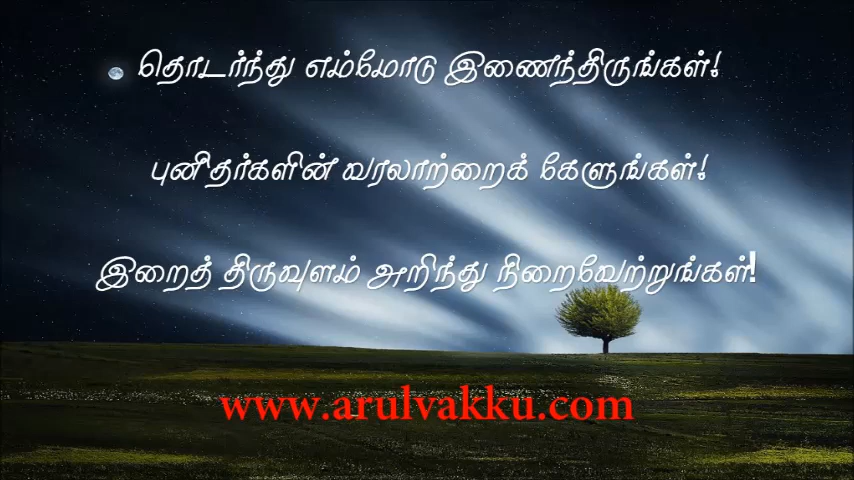 தொடர்ந்து எம்மோடு இணைந்திருங்கள்!
புனிதர்களின் வரலாற்றைக் கேளுங்கள்!
இறைத் திருவுளம் அறிந்து நிறைவேற்றுங்கள்!
www.arulvakku.com